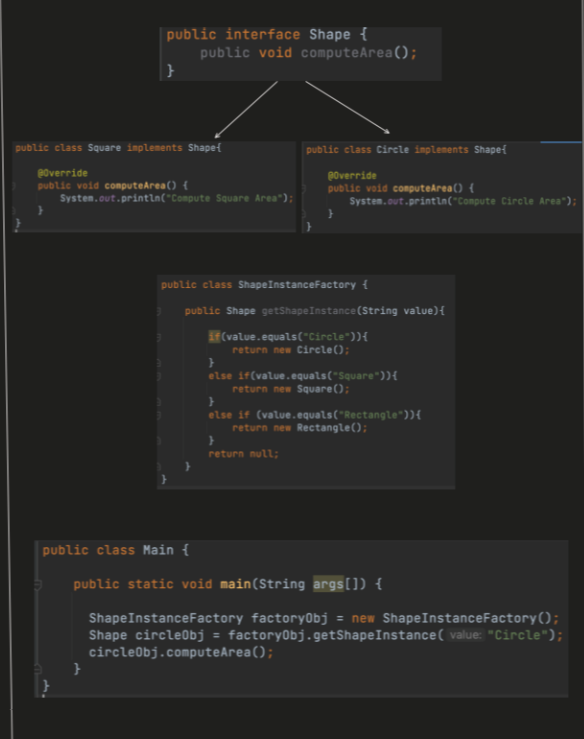 public interface Shape {
public void computeArea();
}
public class Square implements Shape{
@Override
public void computeArea() {
System.out.println("Compute Square Area");
}
}
public class Circle implements Shape{
@Override
public void computeArea() {
System.out.println("Compute Circle Area");
}
}
public class ShapeInstanceFactory {
public Shape getShapeInstance(String value){
if(value.equals("Circle")){
return new Circle();
}
else if(value.equals("Square")){
return new Square();
}
else if (value.equals("Rectangle")){
return new Rectangle();
}
return null;
}
}
public class Main {
public static void main(String args[]) {
ShapeInstanceFactory factoryObj = new ShapeInstanceFactory();
Shape circleObj = factoryObj.getShapeInstance( value: "Circle");
circleObj.computeArea();
}
}